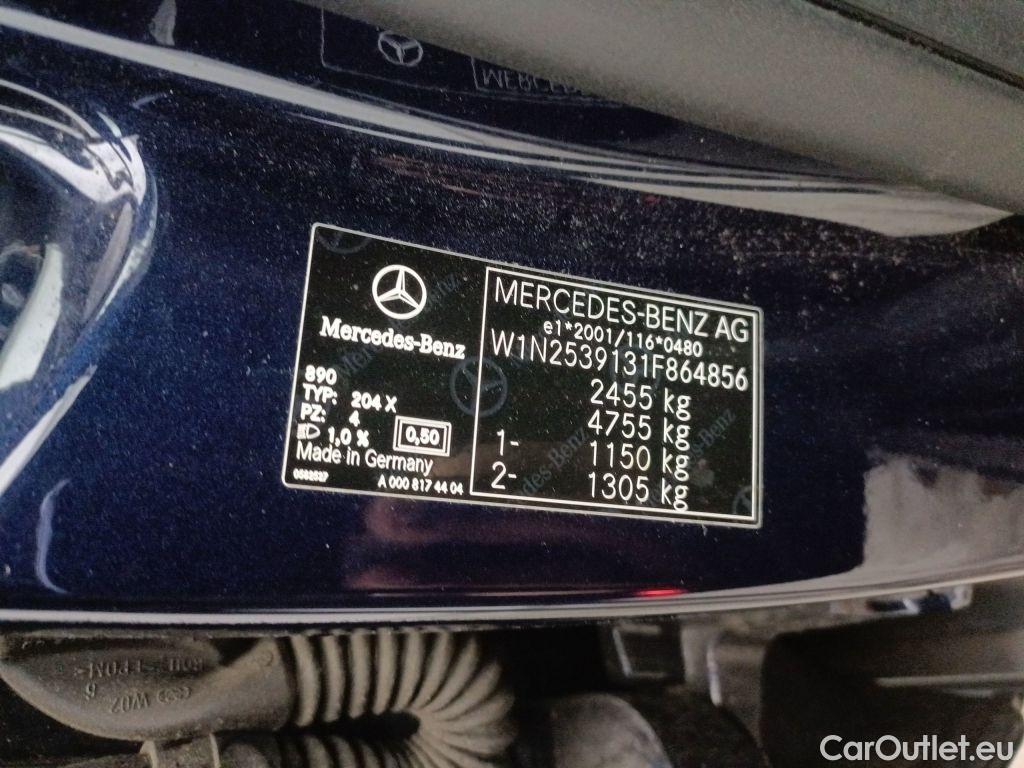 Mercedes-Benz
890
TYP: 204 X
PZ: 4
1,0 % 0,50
Made in Germany
0582527 A 000 817 44 04
MERCEDES-BENZ AG
e1*2001/116*0480
W1N2539131F864856
2455 kg
4755 kg
1- 1150 kg
2- 1305 kg
CarOutlet.eu